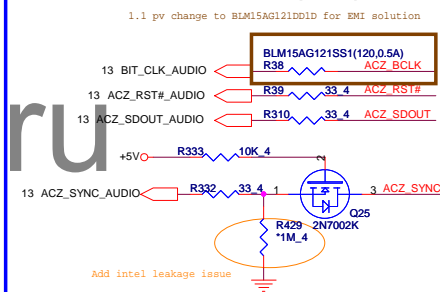 1.1 pv change to BLM15AG121DD1D for EMI solution
BLM15AG121SS1(120,0.5A)
13 BIT_CLK_AUDIO R38 ACZ_BCLK
13 ACZ_RST#_AUDIO R39 33_4 ACZ_RST#
13 ACZ_SDOUT_AUDIO R310 33_4 ACZ_SDOUT
ru
+5V R333 10K_4
2
13 ACZ_SYNC_AUDIO R332 33_4 1 3 ACZ_SYNC
Q25
R429 2N7002K
*1M_4
Add intel leakage issue